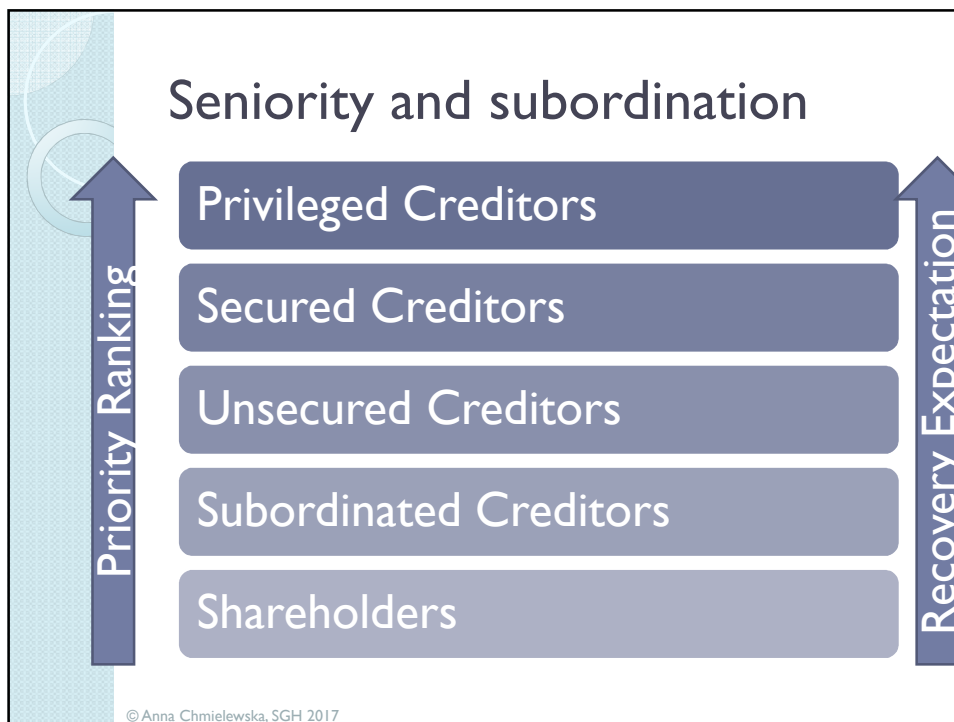 Seniority and subordination
Priority Ranking
Privileged Creditors
Secured Creditors
Unsecured Creditors
Subordinated Creditors
Shareholders
Recovery Expectation
© Anna Chmielewska, SGH 2017